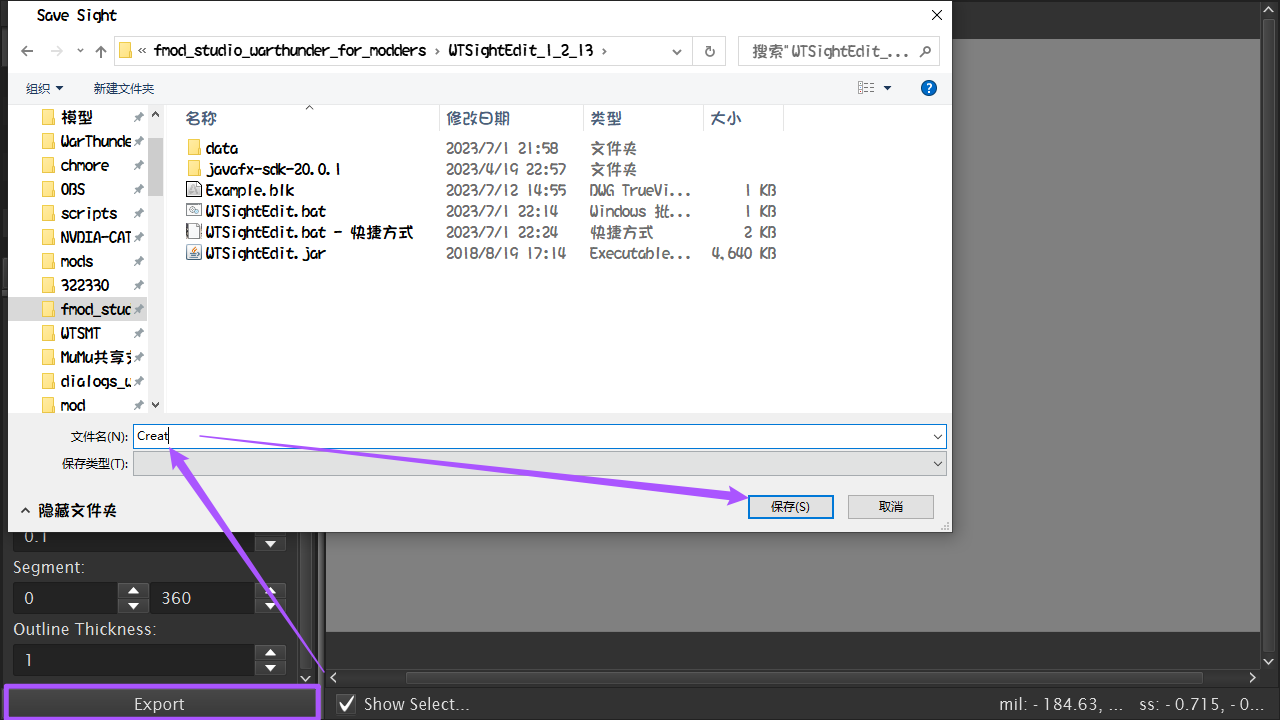 Save Sight
« fmod_studio_warthunder_for_modders › WTSightEdit_1_2_13 ›
搜索"WTSightEdit_...
组织 新建文件夹
名称 修改日期 类型 大小
模型
WarThunde
chmore
OBS
scripts
NVIDIA-CAT
mods
322330
fmod_stud
WTSMT
MuMu共享文
dialogs_w
mod
data 2023/7/1 21:58 文件夹
javafx-sdk-20.0.1 2023/4/19 22:57 文件夹
Example.blk 2023/7/12 14:55 DWG TrueVi... 1 KB
WTSightEdit.bat 2023/7/1 22:14 Windows 批... 1 KB
WTSightEdit.bat - 快捷方式 2023/7/1 22:24 快捷方式 2 KB
WTSightEdit.jar 2018/8/19 17:14 Executable... 4,640 KB
文件名(N): Creat
保存类型(T):
隐藏文件夹 保存(S) 取消
0.1
Segment:
0 360
Outline Thickness:
1
Export
Show Select...
mil: - 184.63, ... ss: - 0.715, - 0...